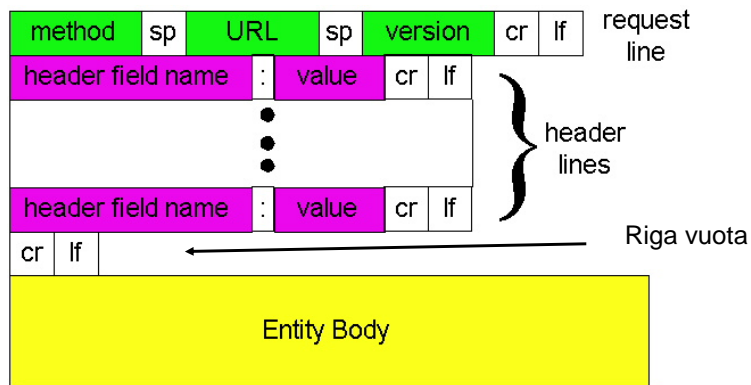 method sp URL sp version cr lf request line
header field name : value cr lf
header lines
header field name : value cr lf
cr lf Riga vuota
Entity Body